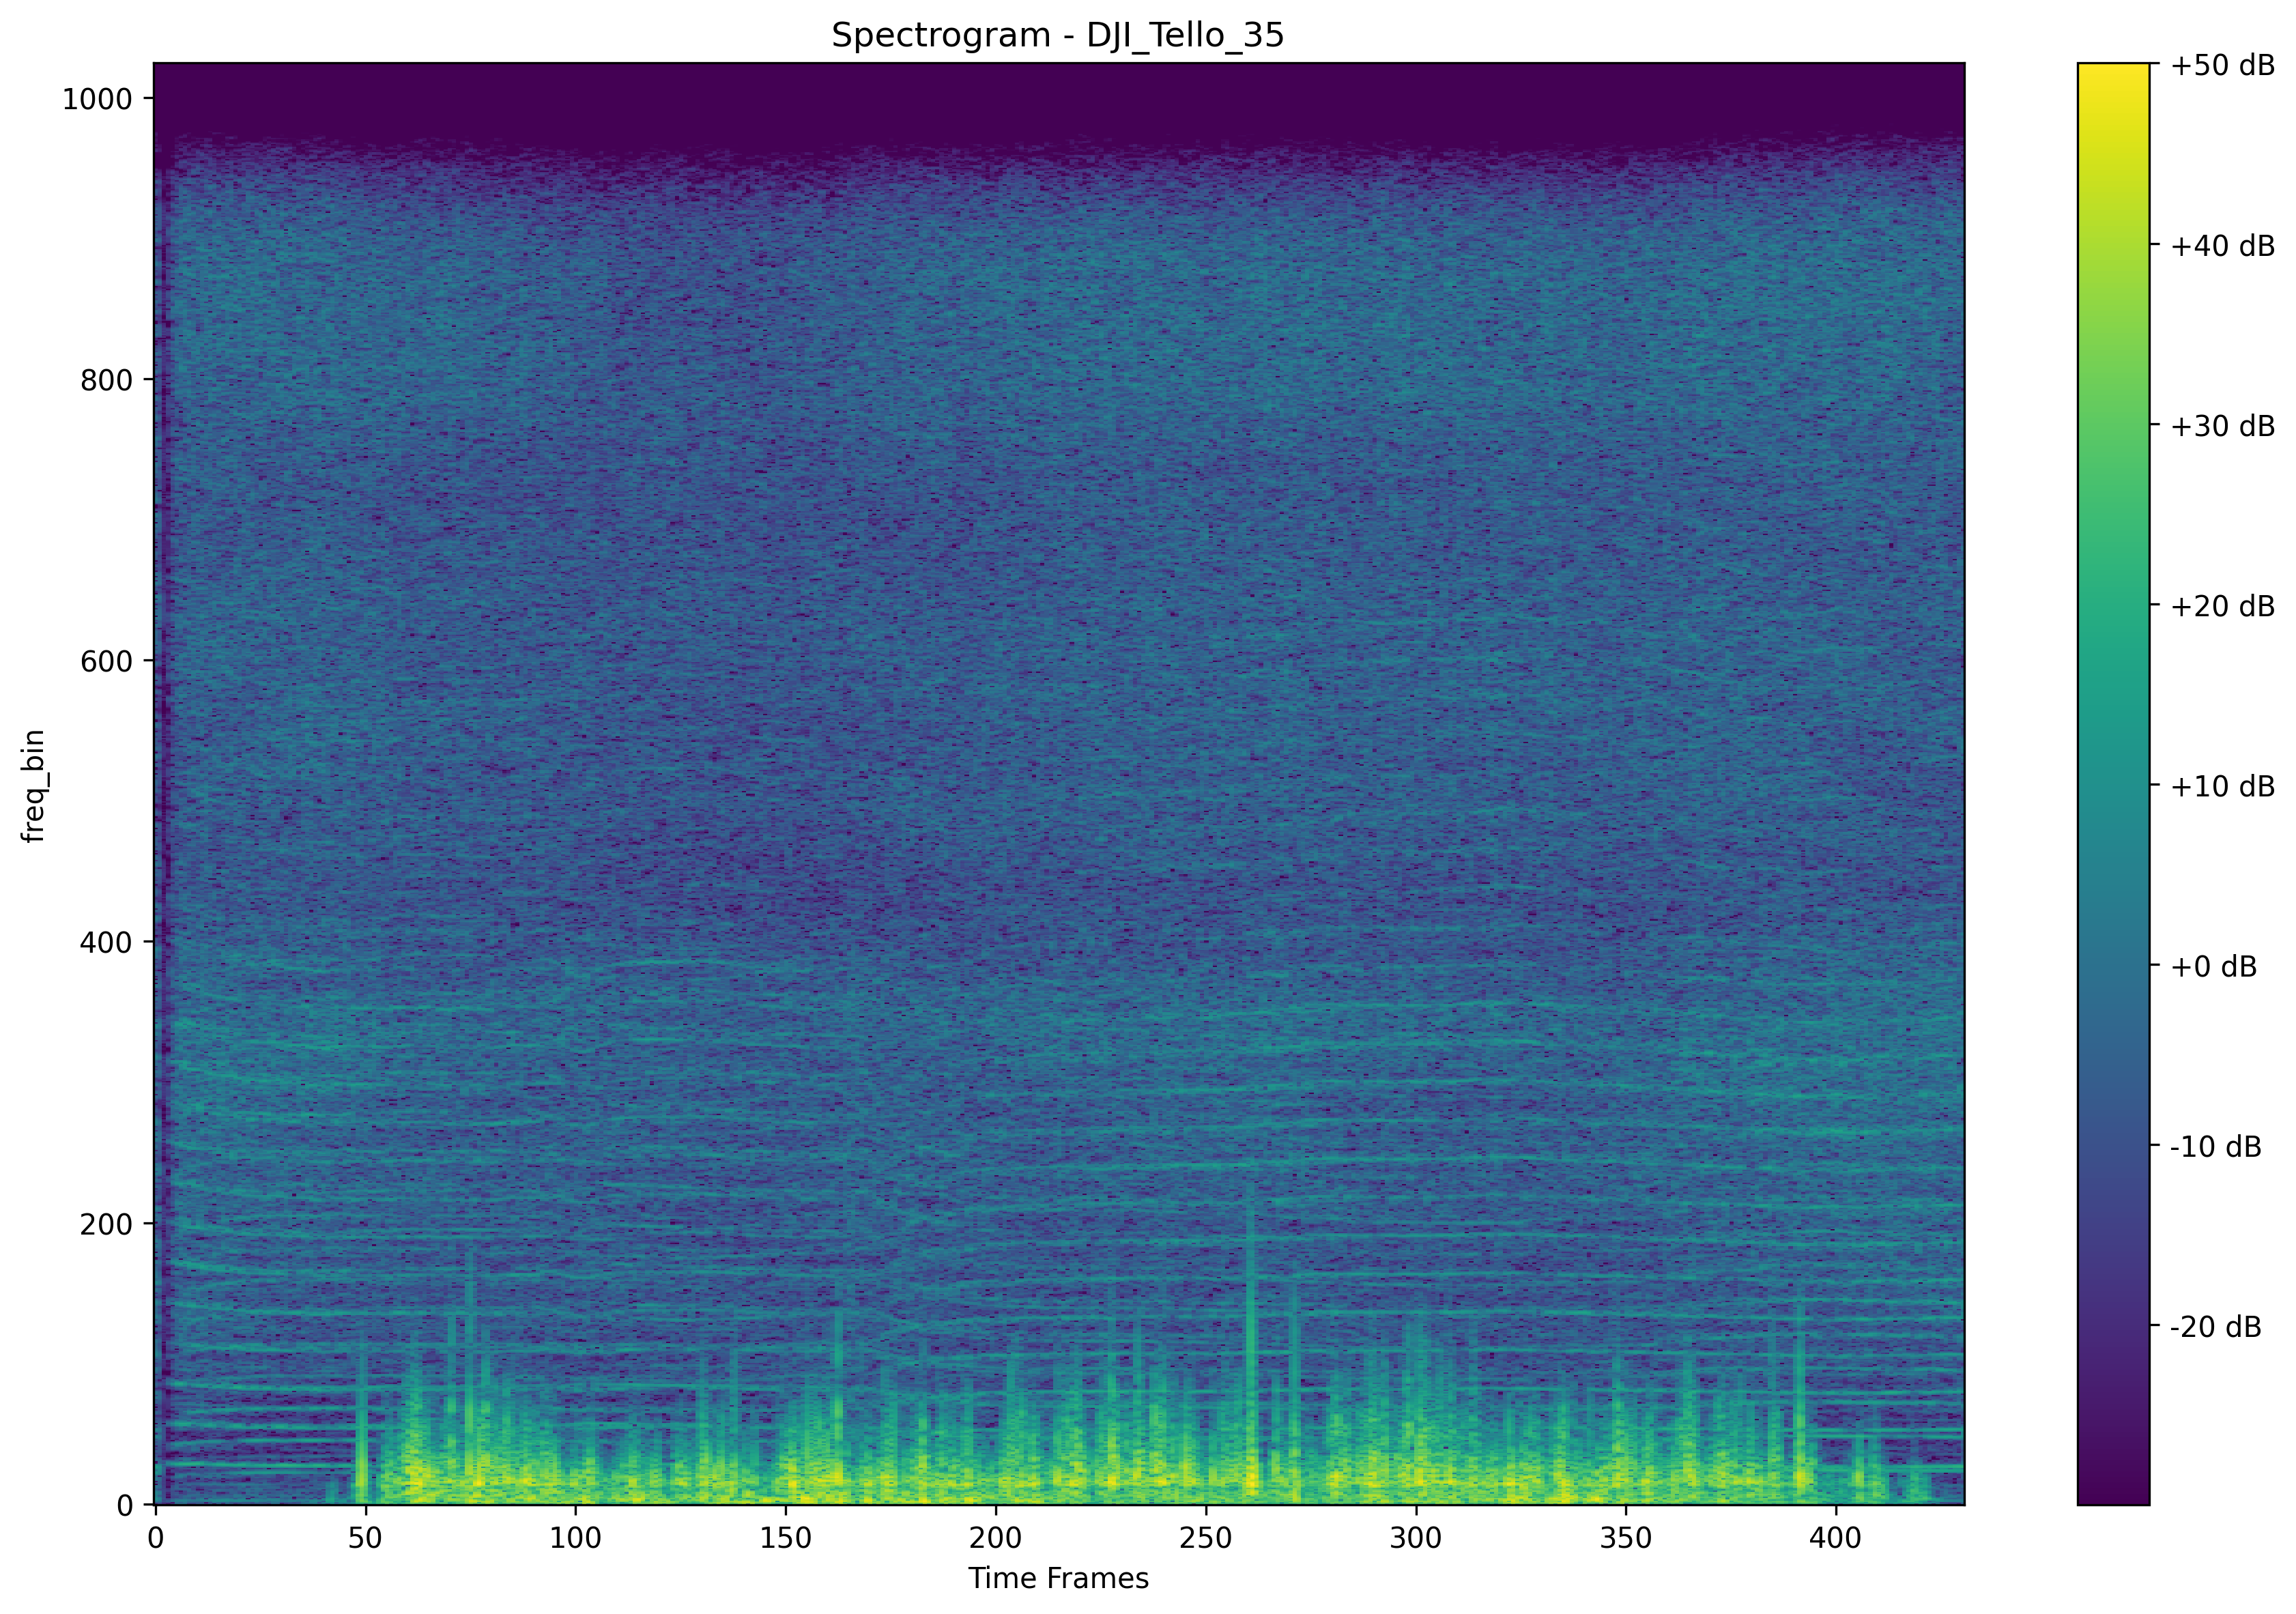 Spectrogram - DJI_Tello_35
1000
800
600
400
200
0
freq_bin
0 50 100 150 200 250 300 350 400
Time Frames
+50 dB
+40 dB
+30 dB
+20 dB
+10 dB
+0 dB
-10 dB
-20 dB